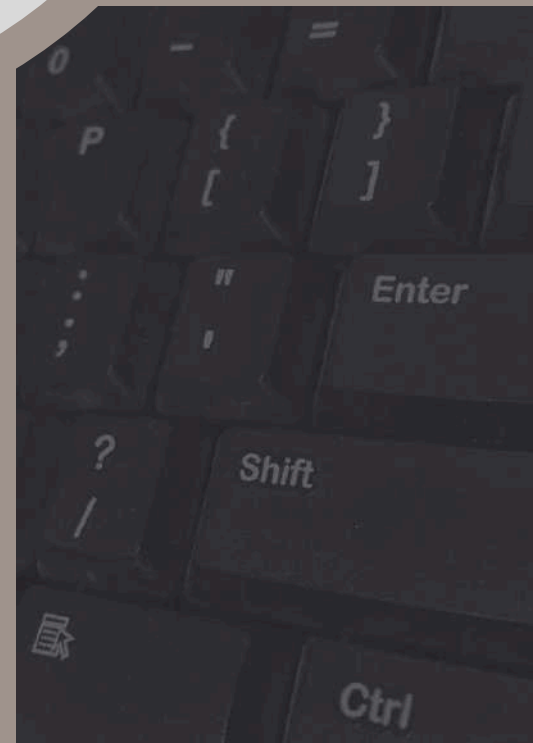 0 - =
P { }
[ ]
: " Enter
; '
? Shift
/
Ctrl